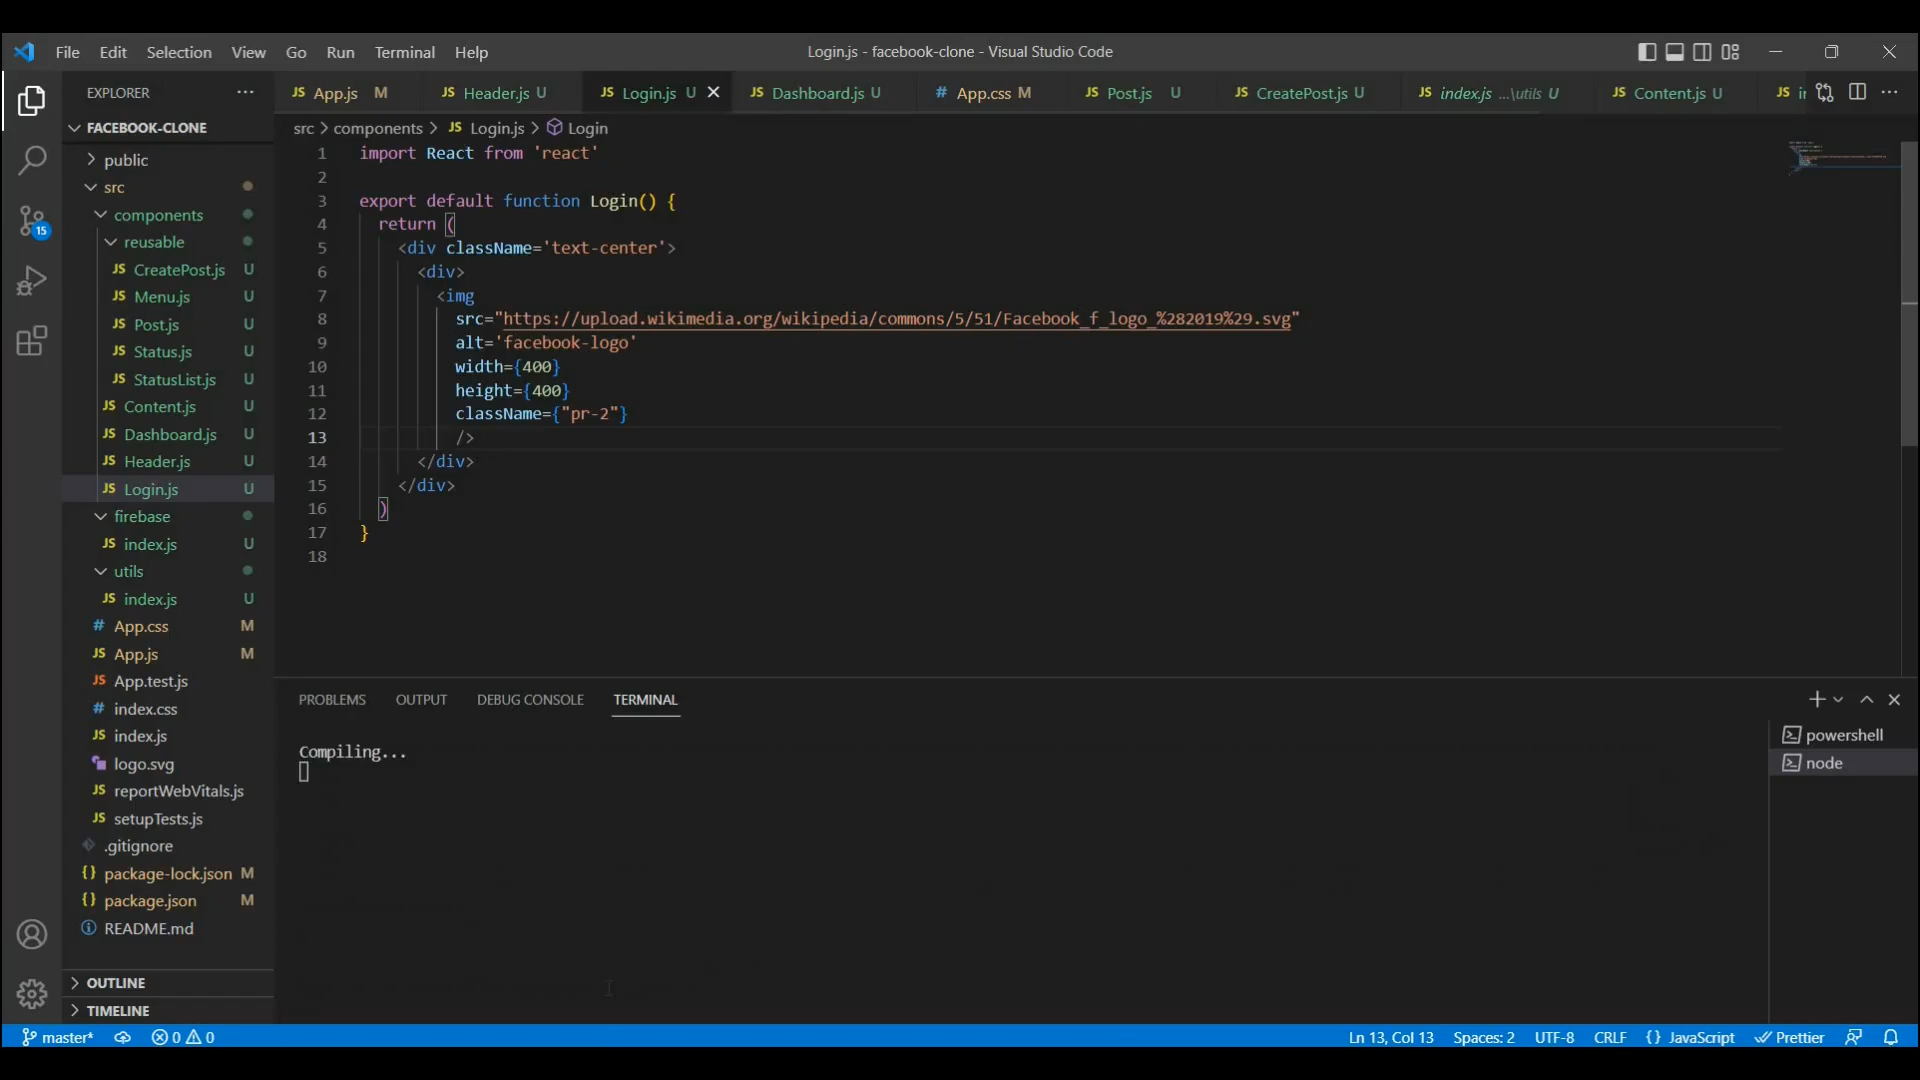 File Edit Selection View Go Run Terminal Help
Login.js - facebook-clone - Visual Studio Code
EXPLORER
JS App.js M
JS Header.js U
JS Login.js U
JS Dashboard.js U
# App.css M
JS Post.js U
JS CreatePost.js U
JS index.js ...\utils U
JS Content.js U
JS
FACEBOOK-CLONE
public
src
components
reusable
JS CreatePost.js U
JS Menu.js U
JS Post.js U
JS Status.js U
JS StatusList.js U
JS Content.js U
JS Dashboard.js U
JS Header.js U
JS Login.js U
firebase
JS index.js U
utils
JS index.js U
# App.css M
JS App.js M
JS App.test.js
# index.css
JS index.js
logo.svg
JS reportWebVitals.js
JS setupTests.js
.gitignore
{} package-lock.json M
{} package.json M
README.md
OUTLINE
TIMELINE
15
src > components > JS Login.js > Login
1 import React from 'react'
2
3 export default function Login() {
4 return (
5 <div className='text-center'>
6 <div>
7 <img
8 src="https://upload.wikimedia.org/wikipedia/commons/5/51/Facebook_f_logo_%282019%29.svg"
9 alt='facebook-logo'
10 width={400}
11 height={400}
12 className={"pr-2"}
13 />
14 </div>
15 </div>
16 )
17 }
18
PROBLEMS OUTPUT DEBUG CONSOLE TERMINAL
Compiling...
powershell
node
master* 0 0
Ln 13, Col 13 Spaces: 2 UTF-8 CRLF {} JavaScript Prettier